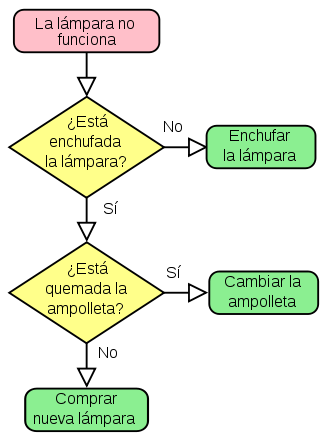 La lámpara no
funciona
¿Está
enchufada
la lámpara?
No
Enchufar
la lámpara
Sí
¿Está
quemada la
ampolleta?
Sí
Cambiar la
ampolleta
No
Comprar
nueva lámpara